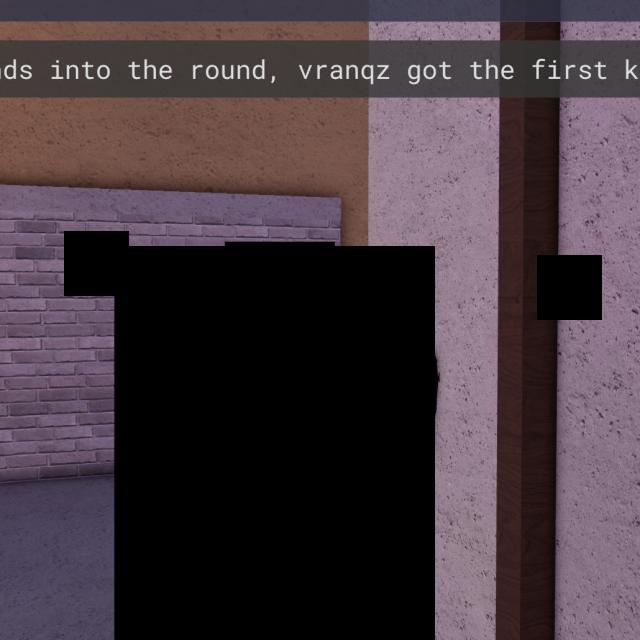 into the round, vranqz got the first